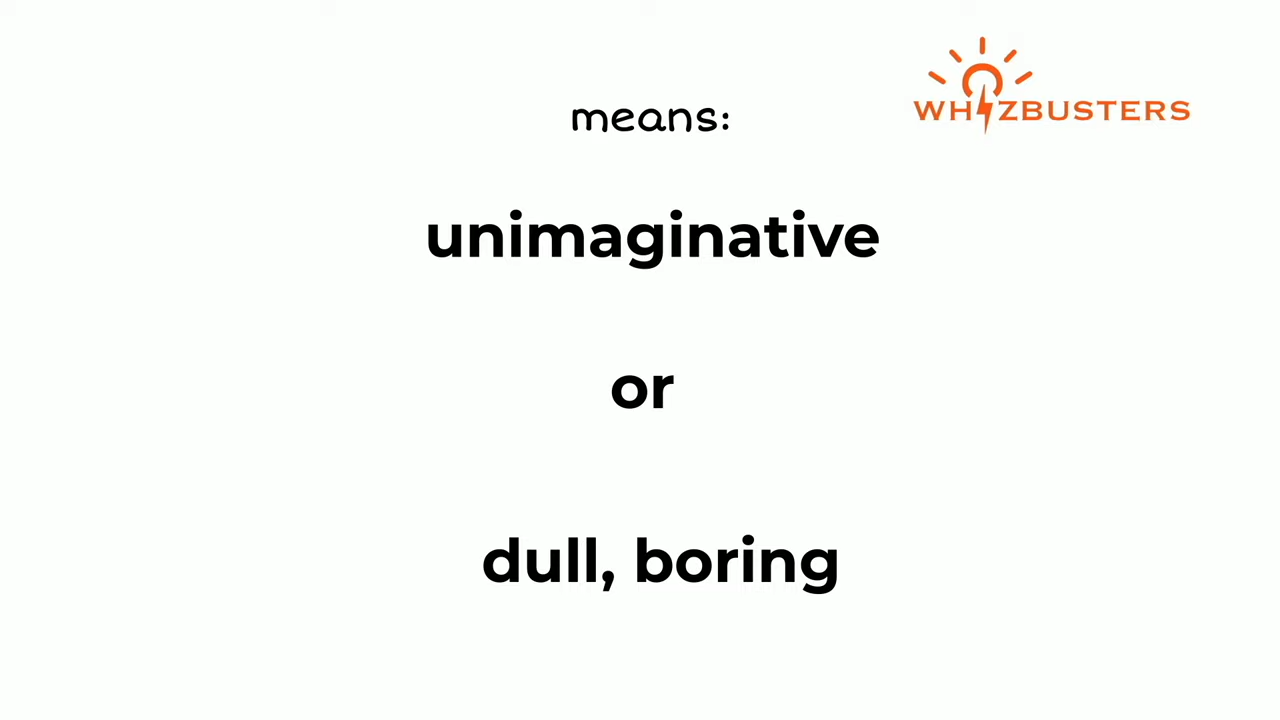 means:
WHIZBUSTERS
unimaginative
or
dull, boring